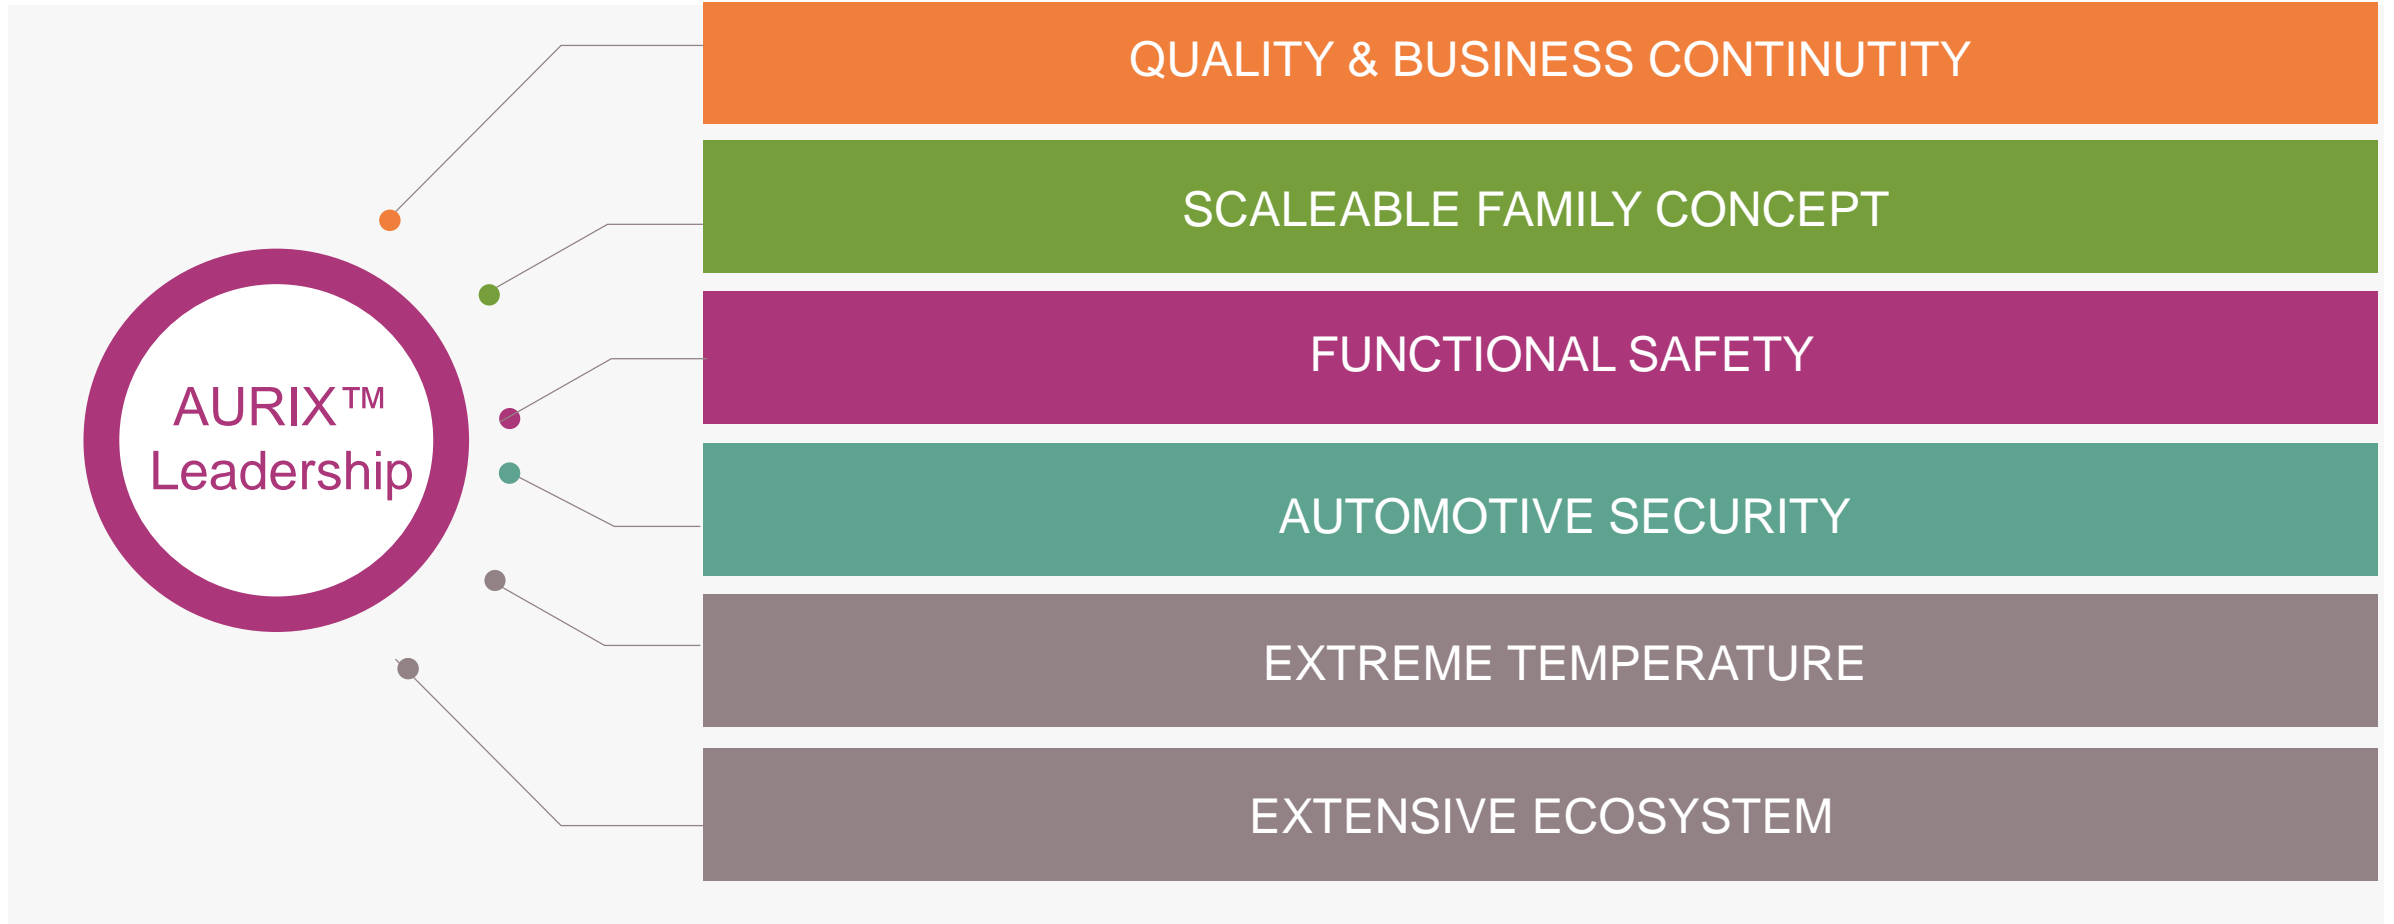 QUALITY & BUSINESS CONTINUTITY
SCALEABLE FAMILY CONCEPT
FUNCTIONAL SAFETY
AURIX™
Leadership
AUTOMOTIVE SECURITY
EXTREME TEMPERATURE
EXTENSIVE ECOSYSTEM